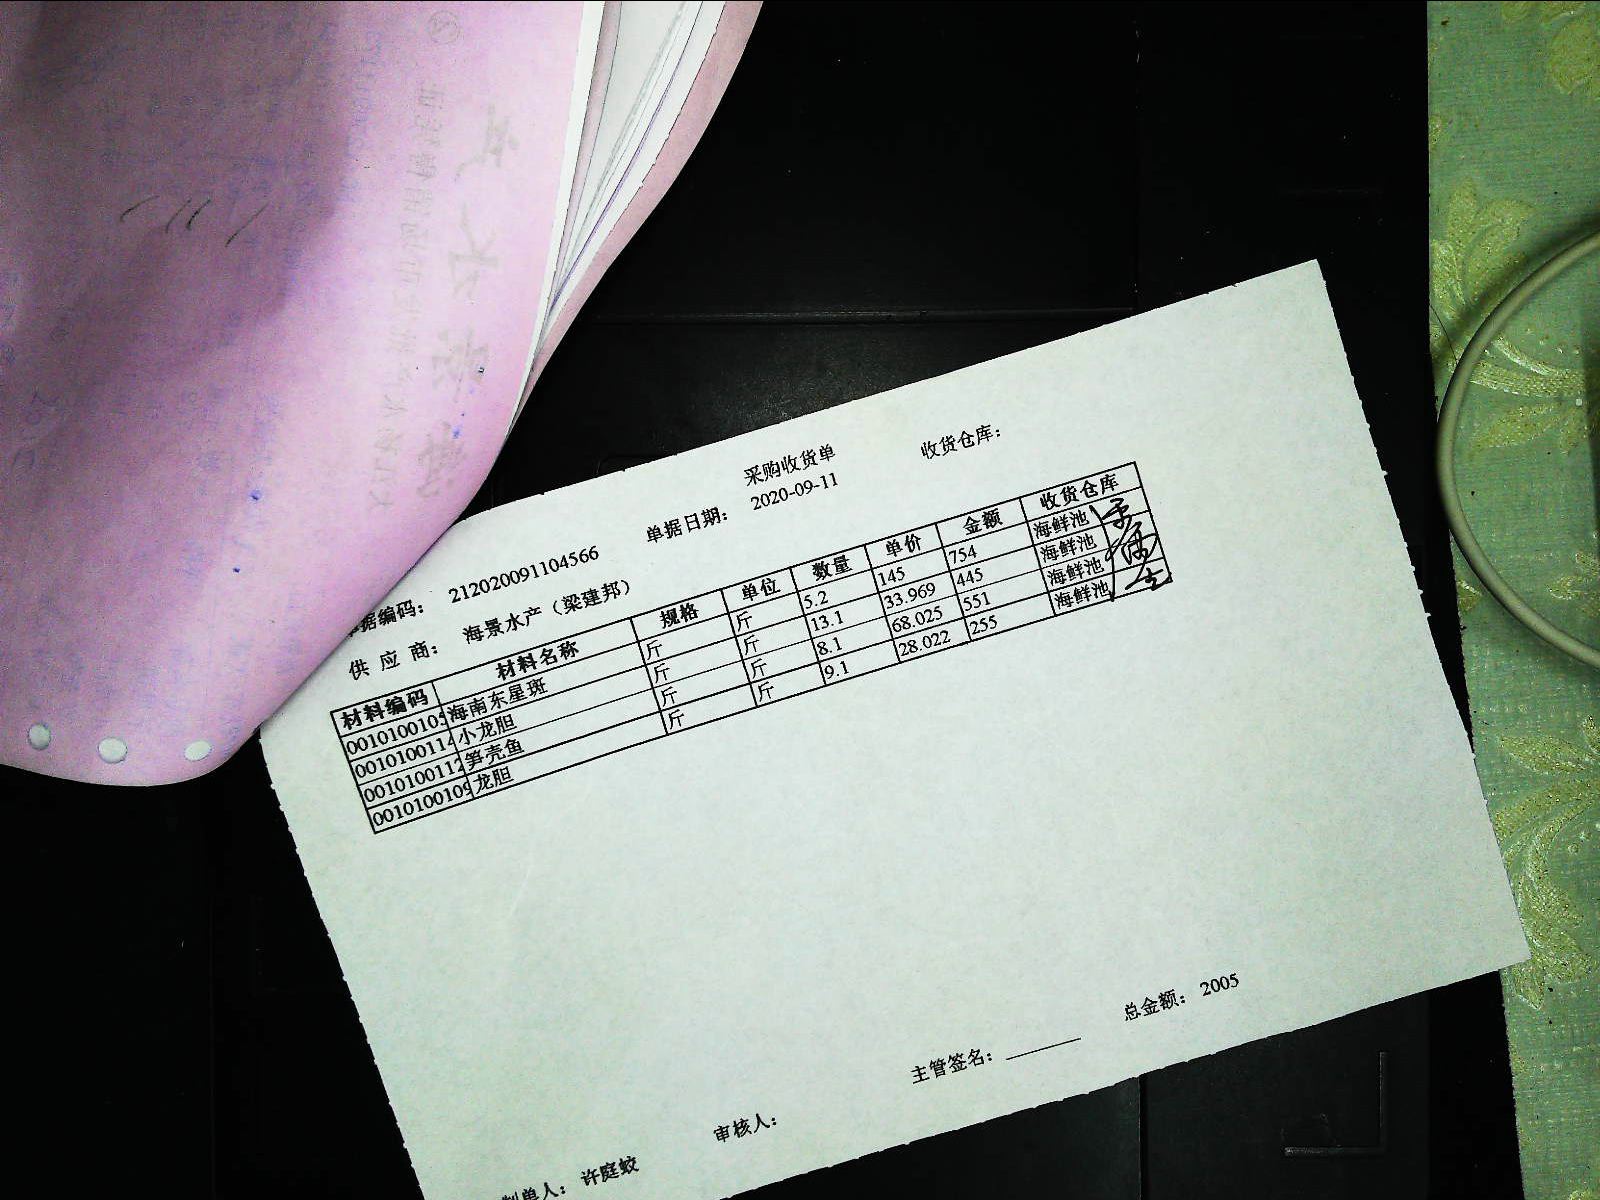 采购收货单
收货仓库：
单据日期： 2020-09-11
据编码： 212020091104566
供 应 商： 海景水产（梁建邦）
材料编码 材料名称 规格 单位 数量 单价 金额 收货仓库
00101001 海南东星斑 斤 斤 5.2 145 754 海鲜池
00101001 小龙胆 斤 斤 13.1 33.969 445 海鲜池
00101001 笋壳鱼 斤 斤 8.1 68.025 551 海鲜池
00101001 龙胆 斤 斤 9.1 28.022 255 海鲜池
总金额： 2005
主管签名：
审核人：
制单人： 许庭蛟